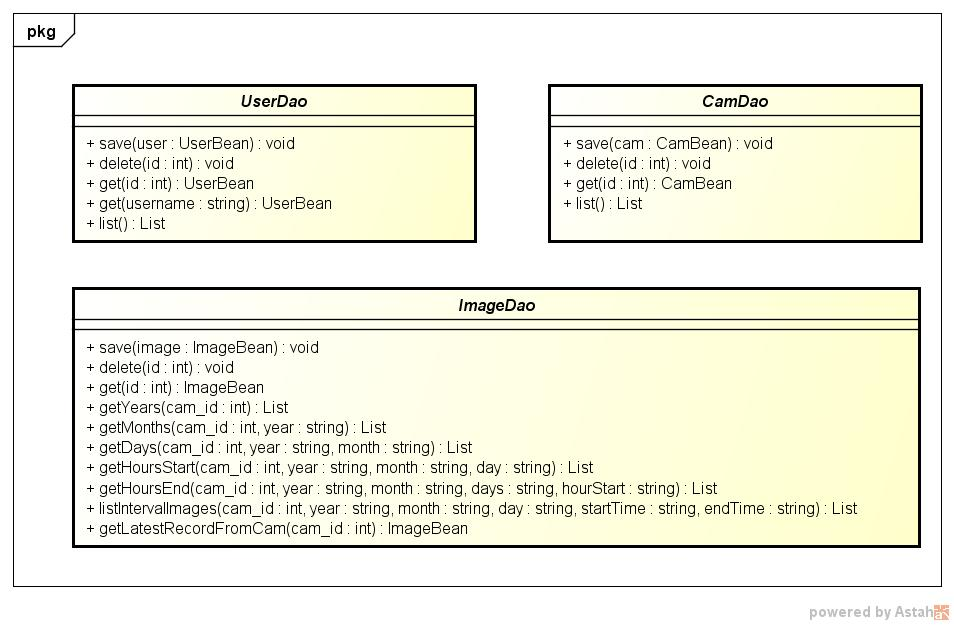 pkg
UserDao
+ save(user : UserBean) : void
+ delete(id : int) : void
+ get(id : int) : UserBean
+ get(username : string) : UserBean
+ list() : List
CamDao
+ save(cam : CamBean) : void
+ delete(id : int) : void
+ get(id : int) : CamBean
+ list() : List
ImageDao
+ save(image : ImageBean) : void
+ delete(id : int) : void
+ get(id : int) : ImageBean
+ getYears(cam_id : int) : List
+ getMonths(cam_id : int, year : string) : List
+ getDays(cam_id : int, year : string, month : string) : List
+ getHoursStart(cam_id : int, year : string, month : string, day : string) : List
+ getHoursEnd(cam_id : int, year : string, month : string, days : string, hourStart : string) : List
+ listIntervalImages(cam_id : int, year : string, month : string, day : string, startTime : string, endTime : string) : List
+ getLatestRecordFromCam(cam_id : int) : ImageBean
powered by Astah